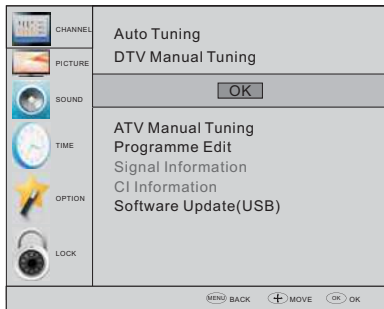 CHANNEL
PICTURE
SOUND
TIME
OPTION
LOCK
Auto Tuning
DTV Manual Tuning
OK
ATV Manual Tuning
Programme Edit
Signal Information
CI Information
Software Update(USB)
MENU BACK MOVE OK OK